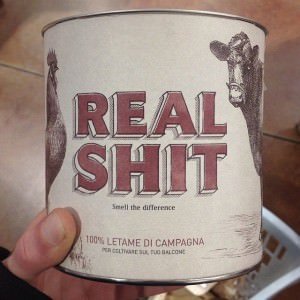 REAL
SHIT
Smell the difference
100% LETAME DI CAMPAGNA
PER COLTIVARE SUL TUO BALCONE